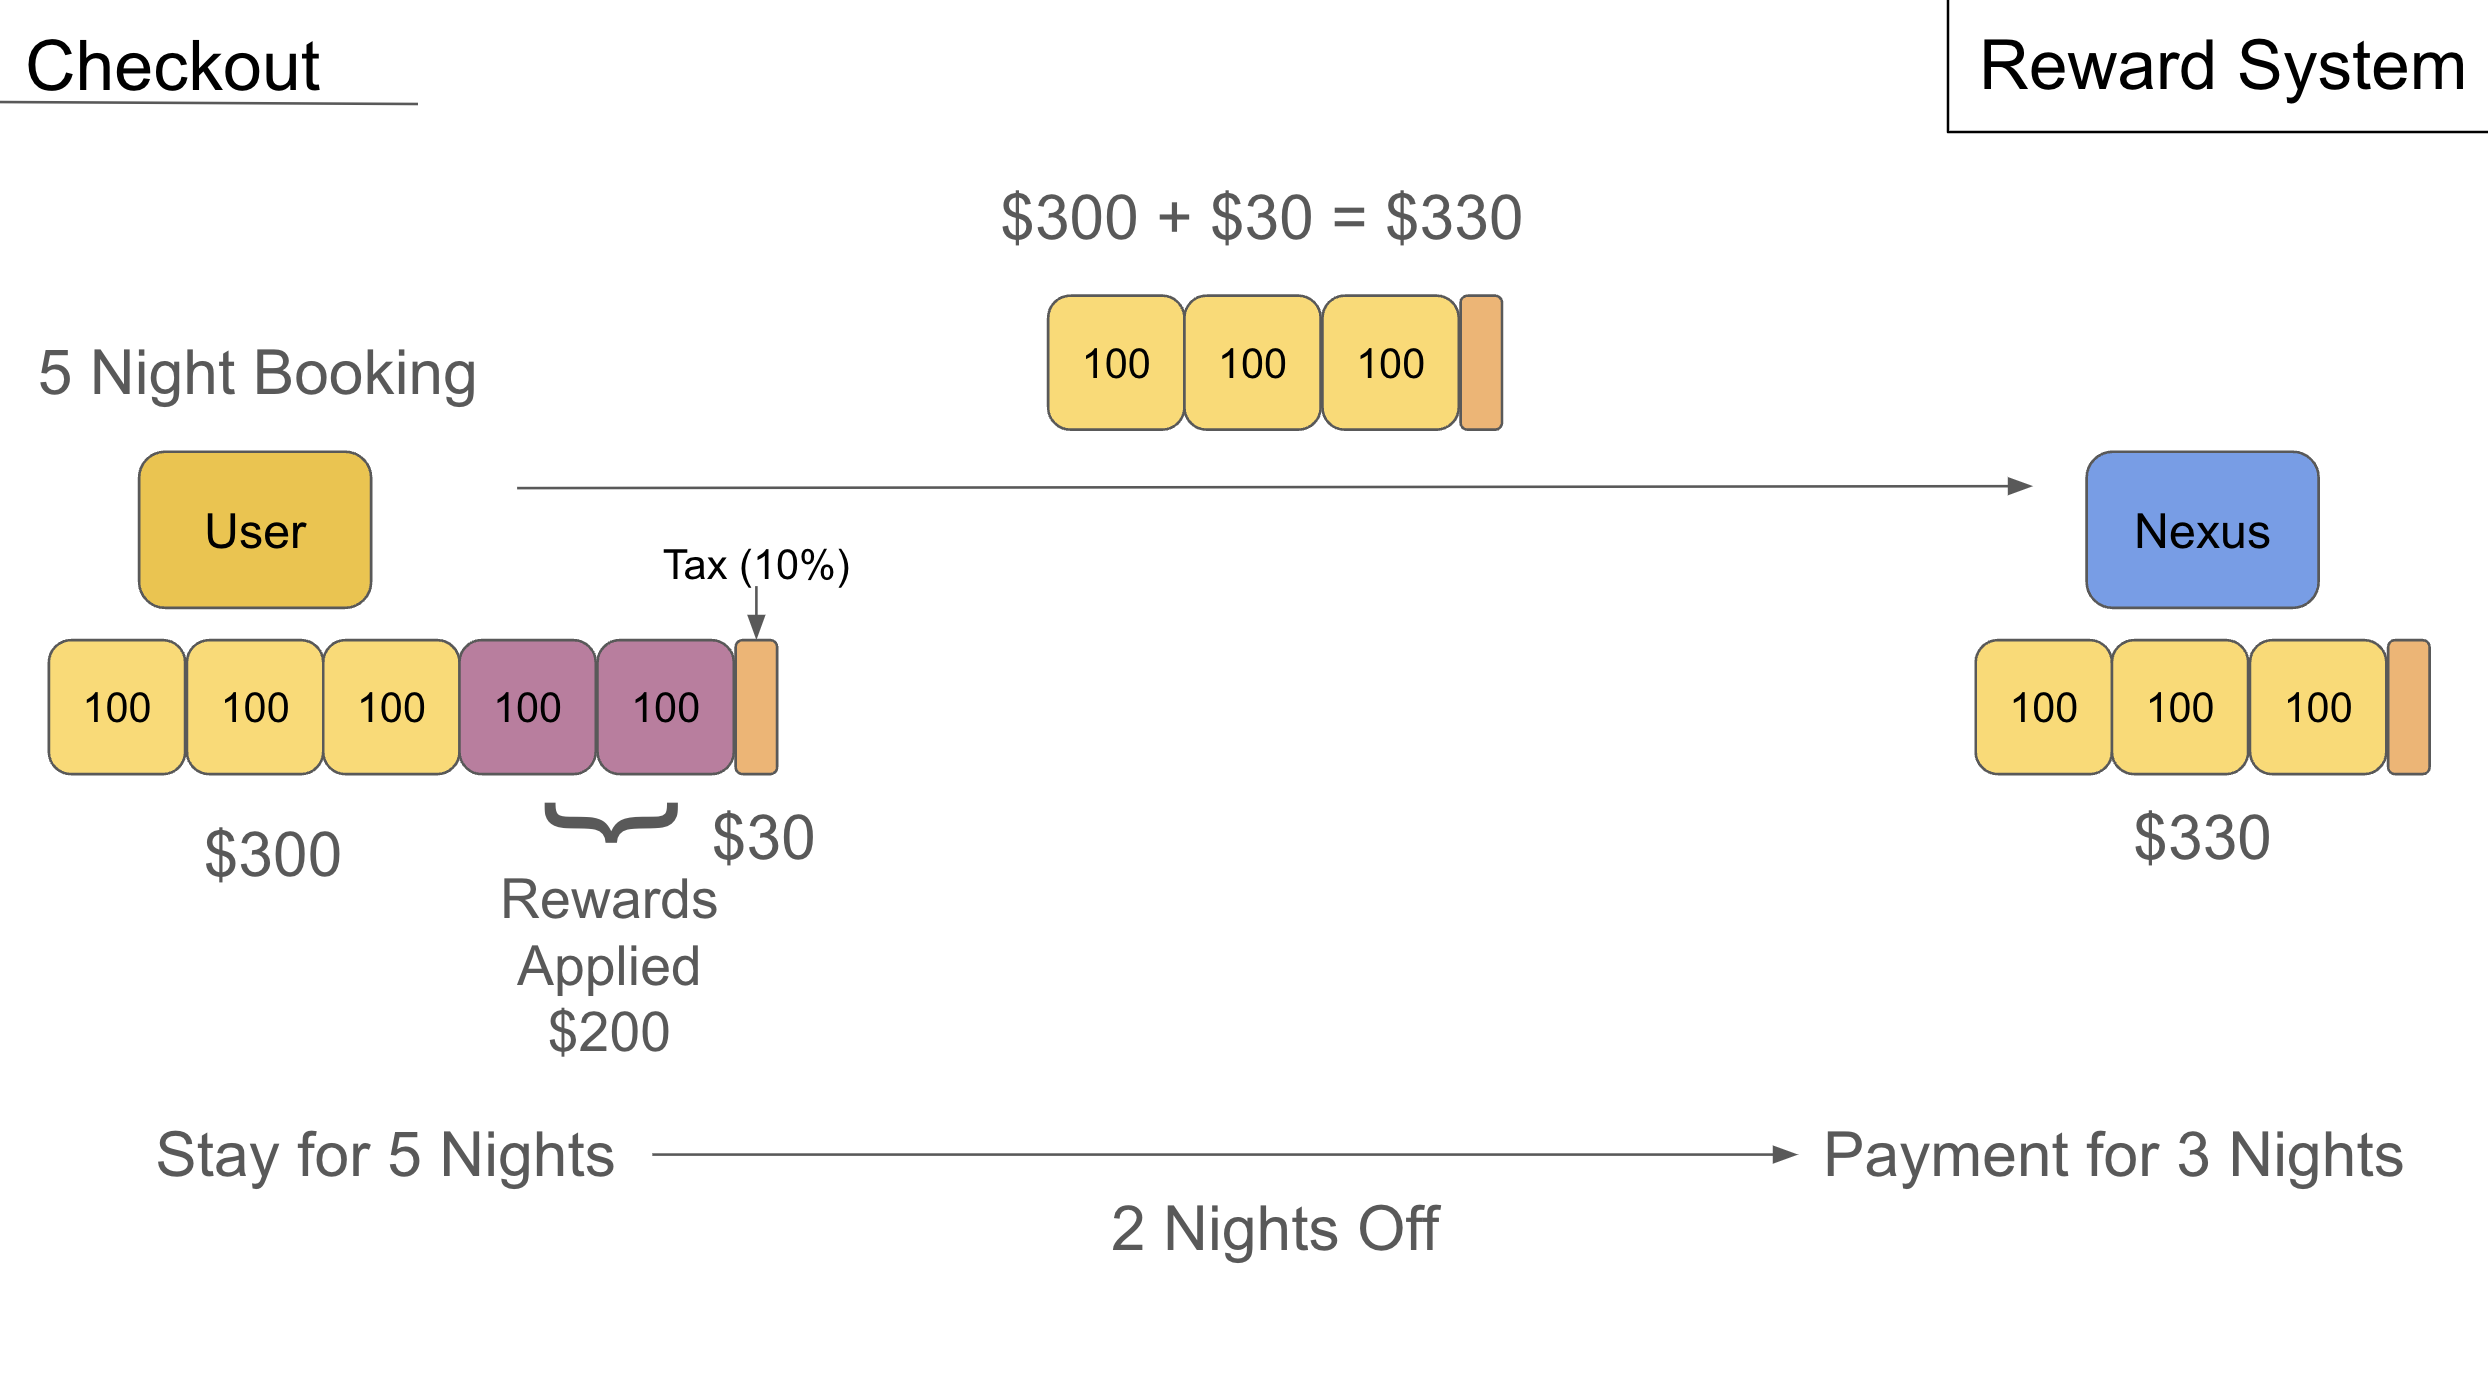 Checkout
Reward System
$300 + $30 = $330
100 100 100
5 Night Booking
User
Nexus
Tax (10%)
100 100 100 100 100
100 100 100
$300
$30
$330
Rewards
Applied
$200
Stay for 5 Nights
Payment for 3 Nights
2 Nights Off